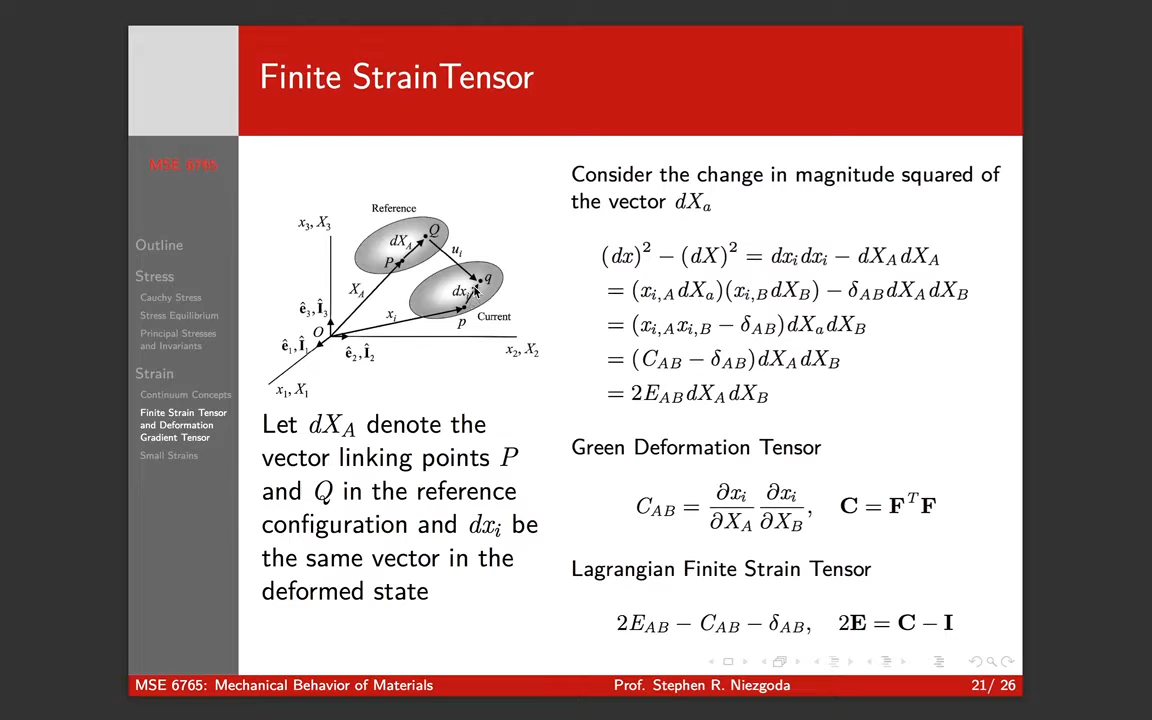 Finite StrainTensor
MSE 6765
Outline
Stress
Cauchy Stress
Stress Equilibrium
Principal Stresses
and Invariants
Strain
Continuum Concepts
Finite Strain Tensor
and Deformation
Gradient Tensor
Small Strains
Reference
x₃, X₃
Q
dX_A
P
u_i
q
X_A
dx_i
x_i
p
Current
ê₃, Î₃
O
ê₁, Î₁
ê₂, Î₂
x₂, X₂
x₁, X₁
Let dX_A denote the
vector linking points P
and Q in the reference
configuration and dx_i be
the same vector in the
deformed state
Consider the change in magnitude squared of
the vector dX_a
(dx)² − (dX)² = dx_i dx_i − dX_A dX_A
= (x_{i,A} dX_a)(x_{i,B} dX_B) − δ_{AB} dX_A dX_B
= (x_{i,A} x_{i,B} − δ_{AB}) dX_a dX_B
= (C_{AB} − δ_{AB}) dX_A dX_B
= 2E_{AB} dX_A dX_B
Green Deformation Tensor
C_{AB} = ∂x_i/∂X_A ∂x_i/∂X_B, C = F^T F
Lagrangian Finite Strain Tensor
2E_{AB} − C_{AB} − δ_{AB}, 2E = C − I
MSE 6765: Mechanical Behavior of Materials
Prof. Stephen R. Niezgoda
21/ 26